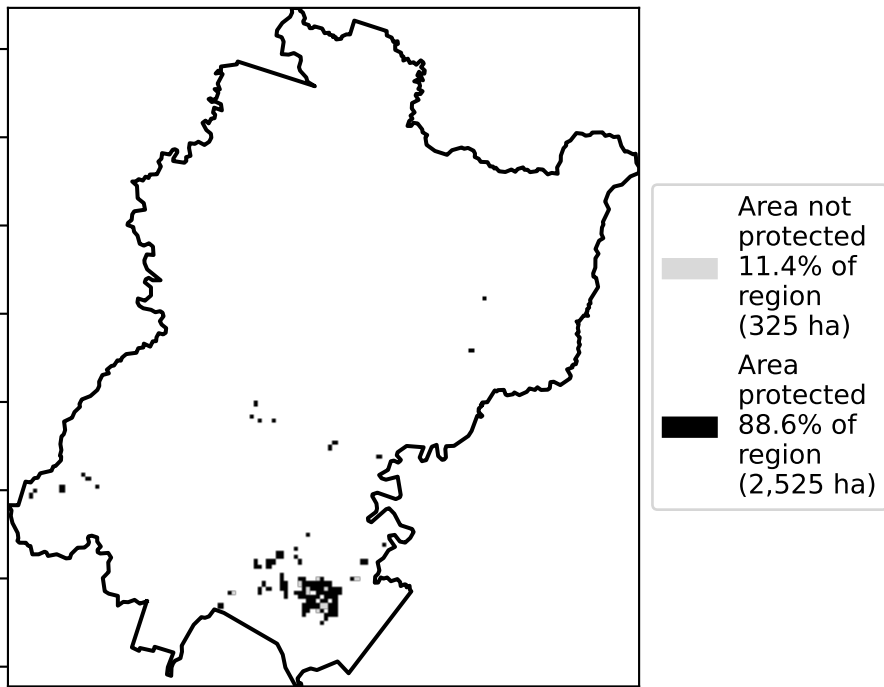 Area not
protected
11.4% of
region
(325 ha)
Area
protected
88.6% of
region
(2,525 ha)